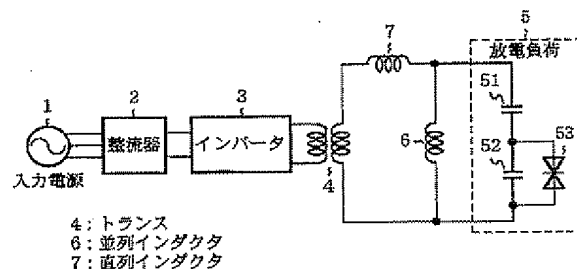 5
放電負荷
7
51
1
2
3
整流器
インバータ
6
52
53
4
入力電源
4：トランス
6：並列インダクタ
7：直列インダクタ